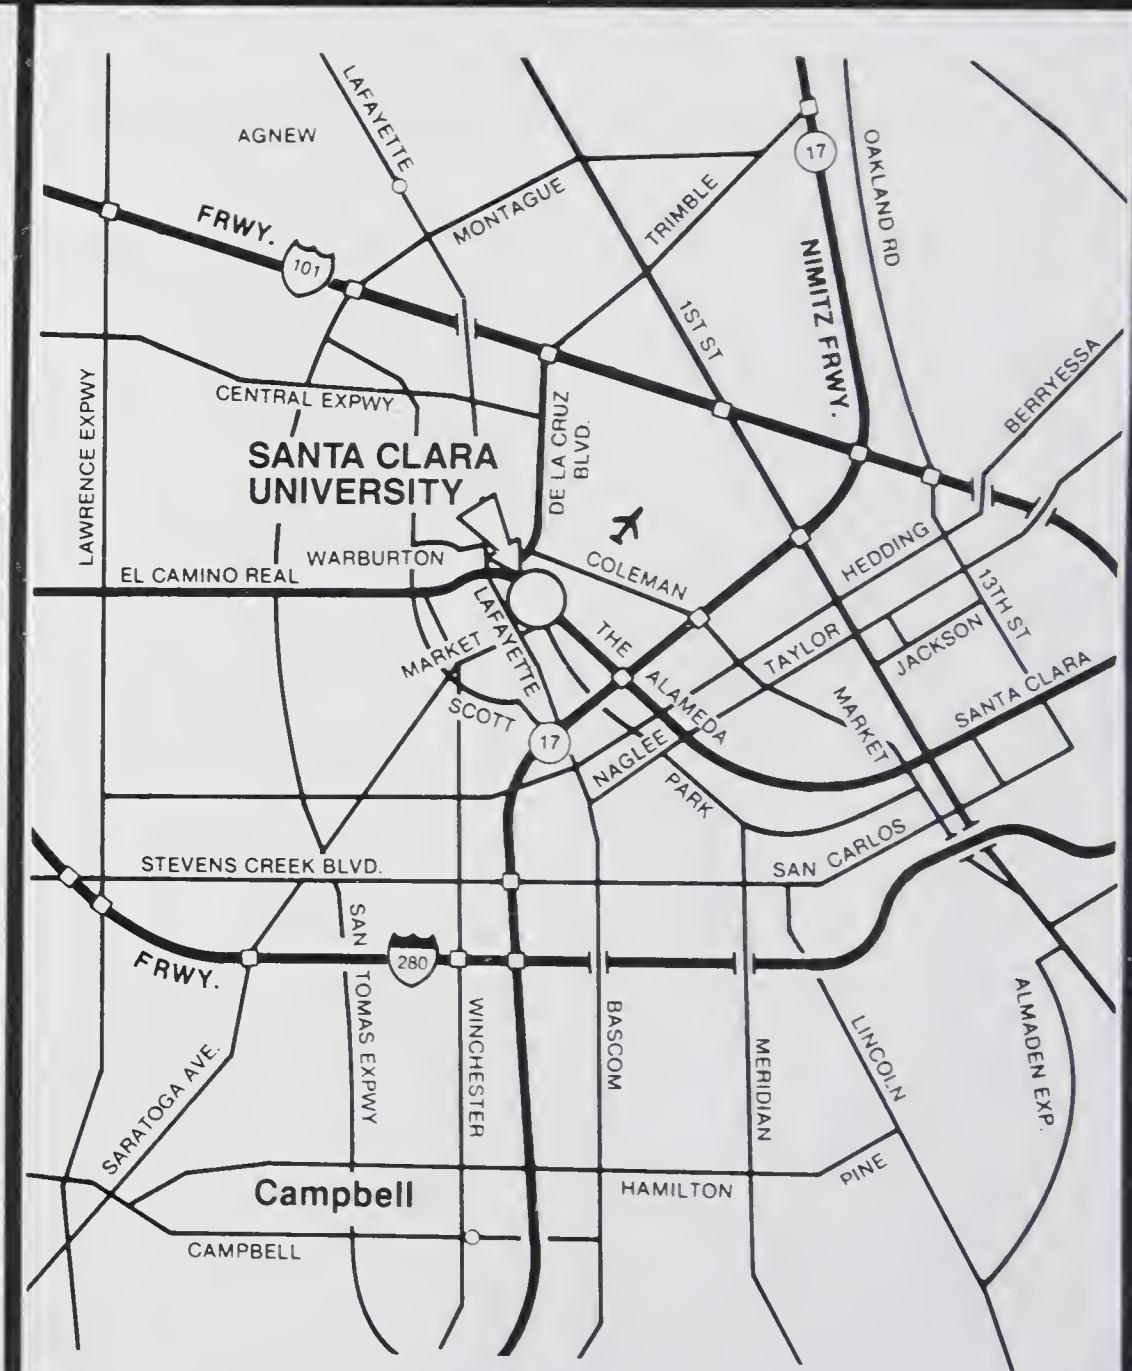 LAFAYETTE
AGNEW
17
OAKLAND RD
MONTAGUE
TRIMBLE
FRWY.
101
NIMITZ FRWY.
1ST ST
BERRYESSA
LAWRENCE EXPWY
CENTRAL EXPWY
DE LA CRUZ
BLVD.
SANTA CLARA
UNIVERSITY
WARBURTON
COLEMAN
HEDDING
EL CAMINO REAL
13TH ST
LAFAYETTE
THE ALAMEDA
TAYLOR
JACKSON
MARKET
SCOTT
MARKET
SANTA CLARA
17
NAGLEE
PARK
STEVENS CREEK BLVD.
SAN CARLOS
SAN TOMAS EXPWY
280
FRWY.
WINCHESTER
BASCOM
MERIDIAN
LINCOLN
ALMADEN EXP.
SARATOGA AVE.
Campbell
HAMILTON
PINE
CAMPBELL